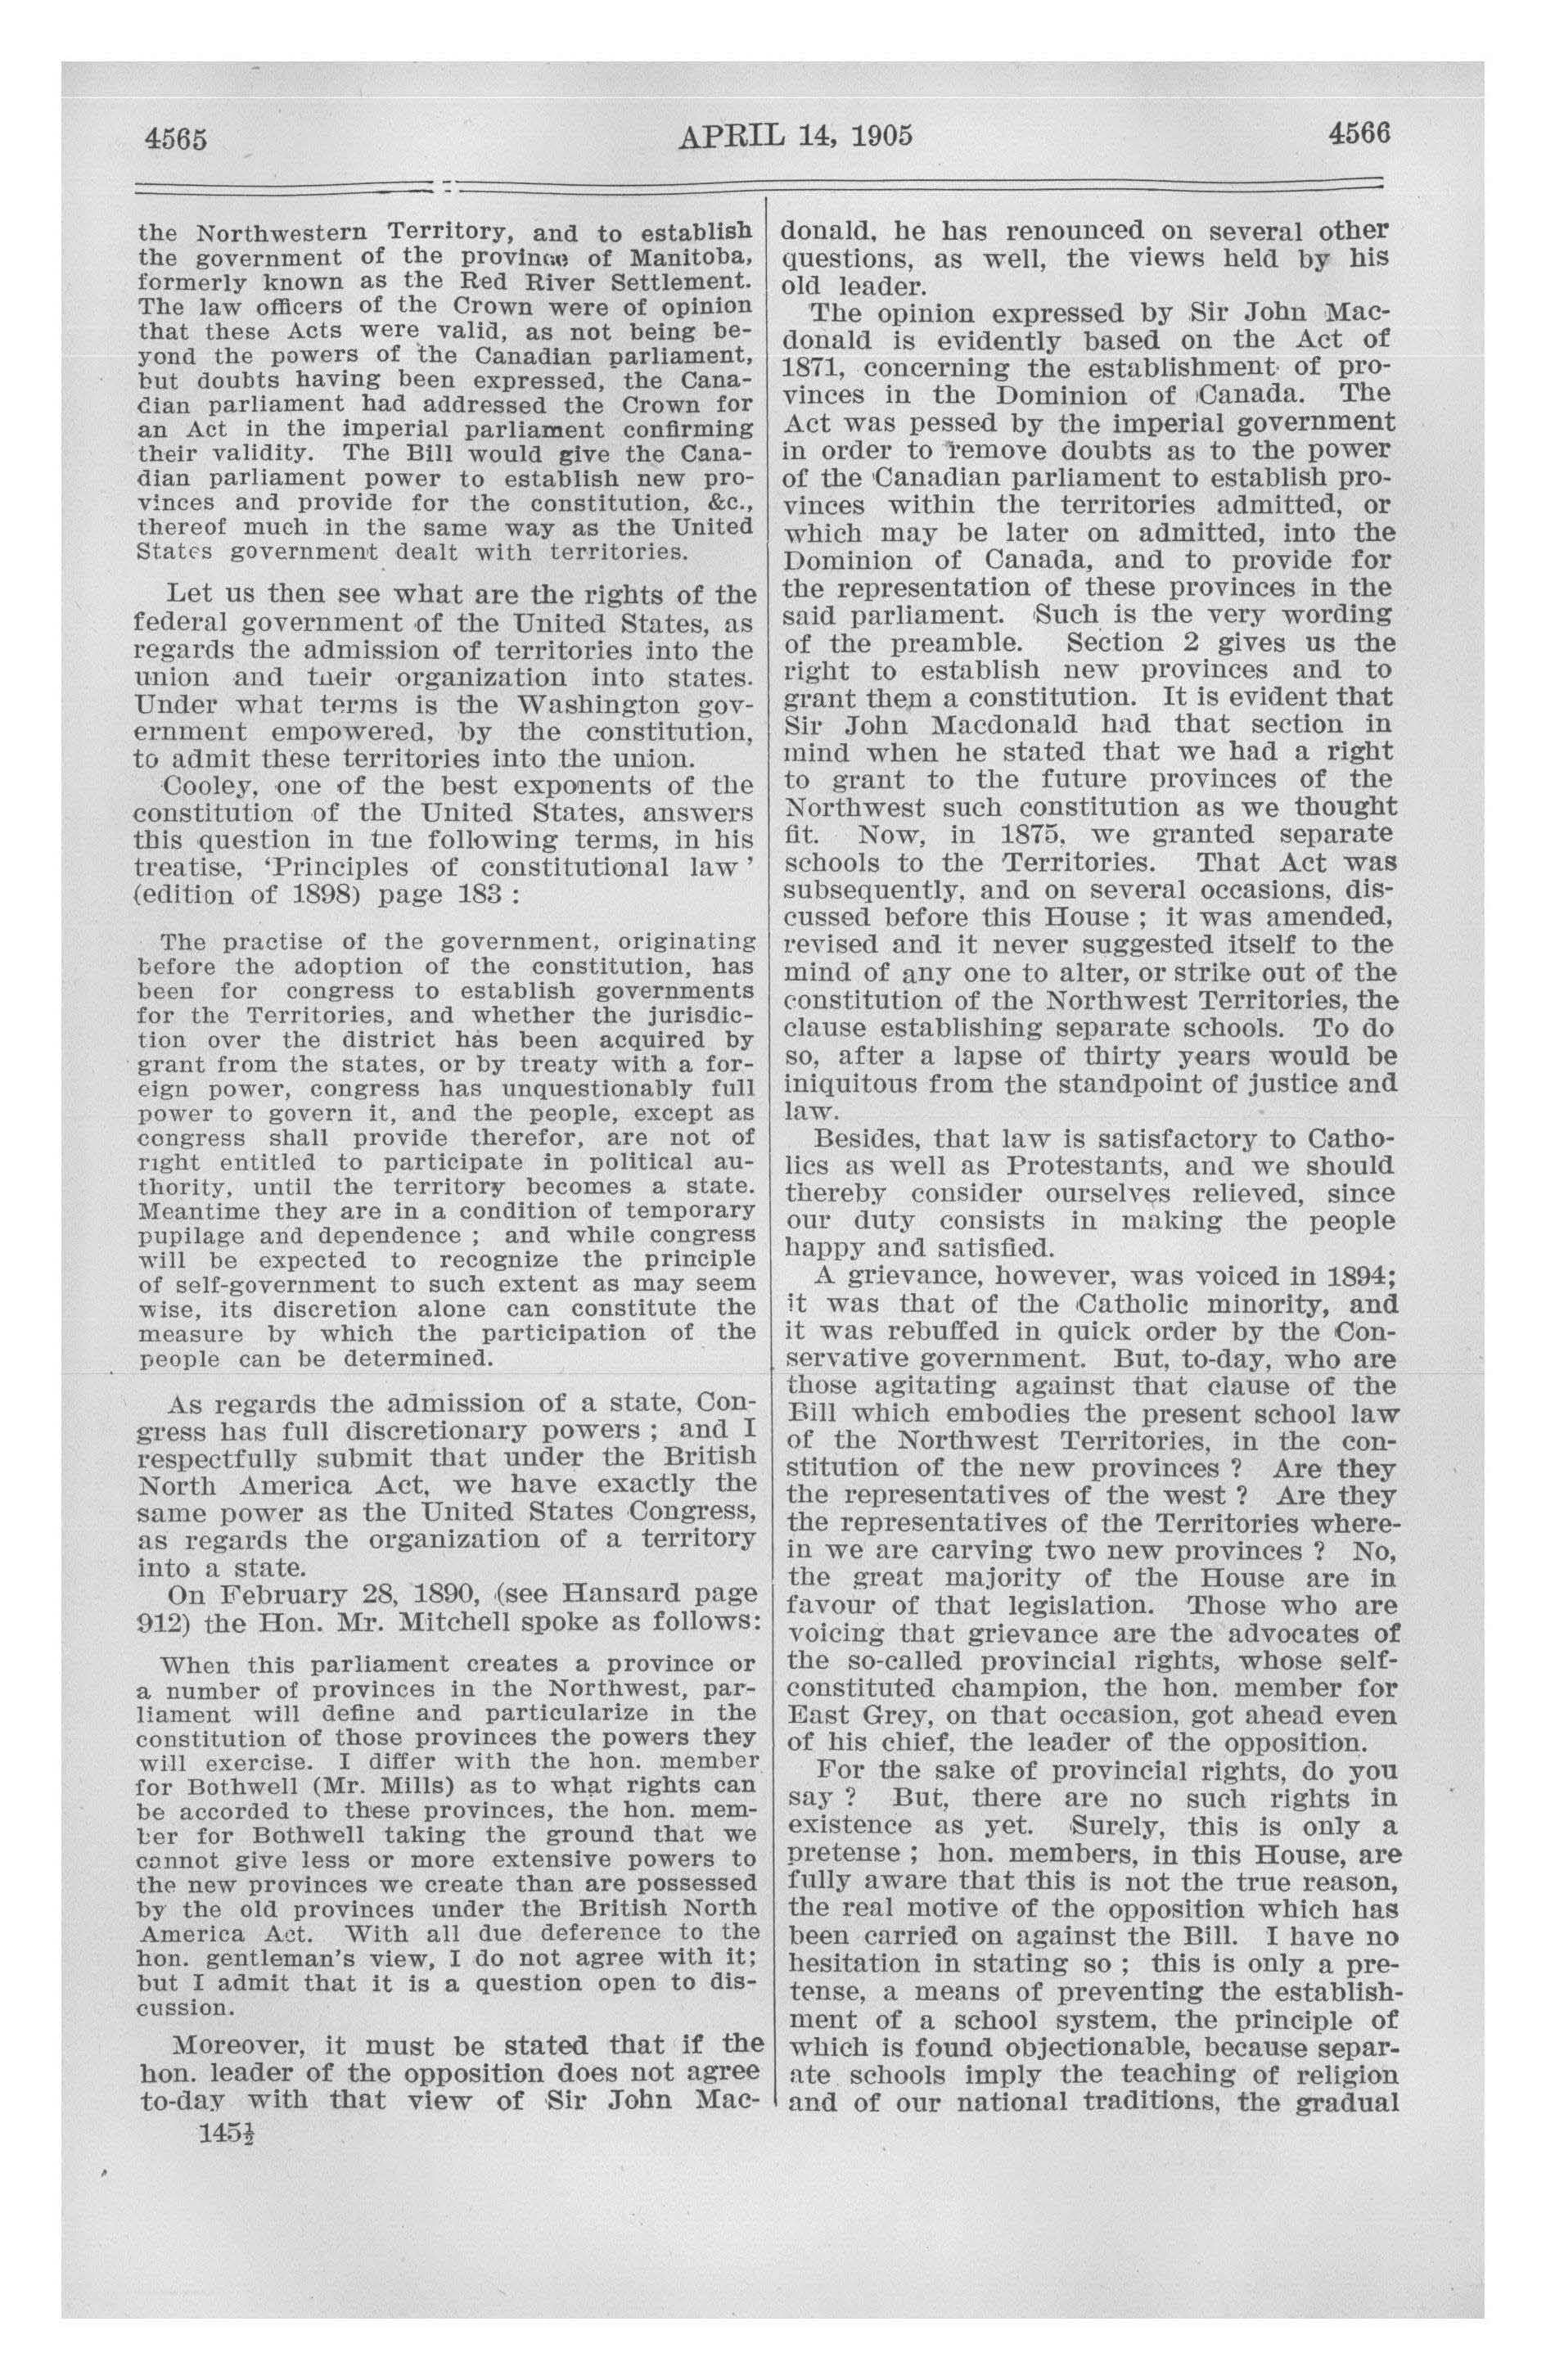 4565
APRIL 14, 1905
4566
the Northwestern Territory, and to establish
the government of the province of Manitoba,
formerly known as the Red River Settlement.
The law officers of the Crown were of opinion
that these Acts were valid, as not being be-
yond the powers of the Canadian parliament,
but doubts having been expressed, the Cana-
dian parliament had addressed the Crown for
an Act in the imperial parliament confirming
their validity. The Bill would give the Cana-
dian parliament power to establish new pro-
vinces and provide for the constitution, &c.,
thereof much in the same way as the United
States government dealt with territories.
Let us then see what are the rights of the
federal government of the United States, as
regards the admission of territories into the
union and tneir organization into states.
Under what terms is the Washington gov-
ernment empowered, by the constitution,
to admit these territories into the union.
Cooley, one of the best exponents of the
constitution of the United States, answers
this question in tne following terms, in his
treatise, 'Principles of constitutional law'
(edition of 1898) page 183 :
The practise of the government, originating
before the adoption of the constitution, has
been for congress to establish governments
for the Territories, and whether the jurisdic-
tion over the district has been acquired by
grant from the states, or by treaty with a for-
eign power, congress has unquestionably full
power to govern it, and the people, except as
congress shall provide therefor, are not of
right entitled to participate in political au-
thority, until the territory becomes a state.
Meantime they are in a condition of temporary
pupilage and dependence ; and while congress
will be expected to recognize the principle
of self-government to such extent as may seem
wise, its discretion alone can constitute the
measure by which the participation of the
people can be determined.
As regards the admission of a state, Con-
gress has full discretionary powers ; and I
respectfully submit that under the British
North America Act, we have exactly the
same power as the United States Congress,
as regards the organization of a territory
into a state.
On February 28, 1890, (see Hansard page
912) the Hon. Mr. Mitchell spoke as follows:
When this parliament creates a province or
a number of provinces in the Northwest, par-
liament will define and particularize in the
constitution of those provinces the powers they
will exercise. I differ with the hon. member
for Bothwell (Mr. Mills) as to what rights can
be accorded to these provinces, the hon. mem-
ber for Bothwell taking the ground that we
cannot give less or more extensive powers to
the new provinces we create than are possessed
by the old provinces under the British North
America Act. With all due deference to the
hon. gentleman's view, I do not agree with it;
but I admit that it is a question open to dis-
cussion.
Moreover, it must be stated that if the
hon. leader of the opposition does not agree
to-day with that view of Sir John Mac-
145½
donald, he has renounced on several other
questions, as well, the views held by his
old leader.
The opinion expressed by Sir John Mac-
donald is evidently based on the Act of
1871, concerning the establishment of pro-
vinces in the Dominion of Canada. The
Act was pessed by the imperial government
in order to remove doubts as to the power
of the Canadian parliament to establish pro-
vinces within the territories admitted, or
which may be later on admitted, into the
Dominion of Canada, and to provide for
the representation of these provinces in the
said parliament. Such is the very wording
of the preamble. Section 2 gives us the
right to establish new provinces and to
grant them a constitution. It is evident that
Sir John Macdonald had that section in
mind when he stated that we had a right
to grant to the future provinces of the
Northwest such constitution as we thought
fit. Now, in 1875, we granted separate
schools to the Territories. That Act was
subsequently, and on several occasions, dis-
cussed before this House ; it was amended,
revised and it never suggested itself to the
mind of any one to alter, or strike out of the
constitution of the Northwest Territories, the
clause establishing separate schools. To do
so, after a lapse of thirty years would be
iniquitous from the standpoint of justice and
law.
Besides, that law is satisfactory to Catho-
lics as well as Protestants, and we should
thereby consider ourselves relieved, since
our duty consists in making the people
happy and satisfied.
A grievance, however, was voiced in 1894;
it was that of the Catholic minority, and
it was rebuffed in quick order by the Con-
servative government. But, to-day, who are
those agitating against that clause of the
Bill which embodies the present school law
of the Northwest Territories, in the con-
stitution of the new provinces ? Are they
the representatives of the west ? Are they
the representatives of the Territories where-
in we are carving two new provinces ? No,
the great majority of the House are in
favour of that legislation. Those who are
voicing that grievance are the advocates of
the so-called provincial rights, whose self-
constituted champion, the hon. member for
East Grey, on that occasion, got ahead even
of his chief, the leader of the opposition.
For the sake of provincial rights, do you
say ? But, there are no such rights in
existence as yet. Surely, this is only a
pretense ; hon. members, in this House, are
fully aware that this is not the true reason,
the real motive of the opposition which has
been carried on against the Bill. I have no
hesitation in stating so ; this is only a pre-
tense, a means of preventing the establish-
ment of a school system, the principle of
which is found objectionable, because separ-
ate schools imply the teaching of religion
and of our national traditions, the gradual